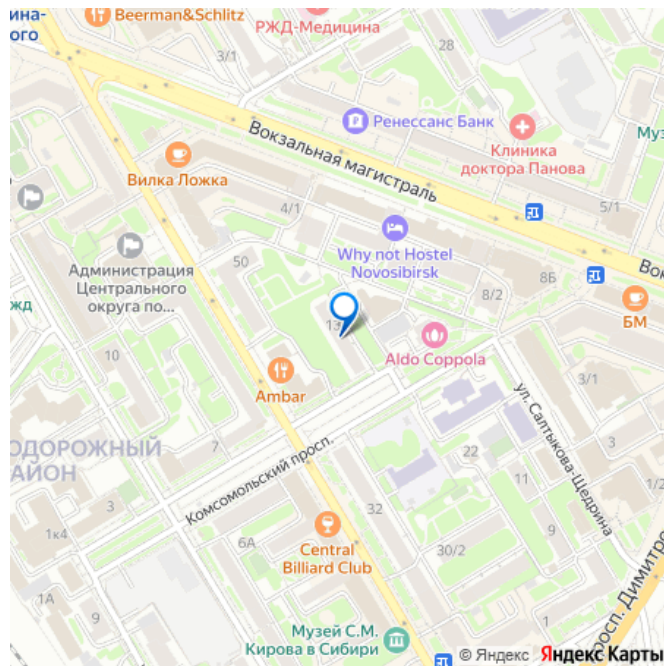 ина-
ого
Beerman&Schlitz
РЖД-Медицина
28
3/1
Ренессанс Банк
Клиника
доктора Панова
Муз
Вокзальная магистраль
Вилка Ложка
4/1
5/1
Why not Hostel
Novosibirsk
Администрация
Центрального
округа по...
50
8Б
Вок
8/2
БМ
жд
13
Aldo Coppola
10
Ambar
3/1
ул. Салтыкова-Щедрина
ОДОРОЖНЫЙ
АЙОН
7
Комсомольский просп.
22
11
1/2
3
32
1к4
6А
Central
Billiard Club
30/2
просп. Димитро
1А
9
9
1
Музей С.М.
Кирова в Сибири
© Яндекс Яндекс Карты